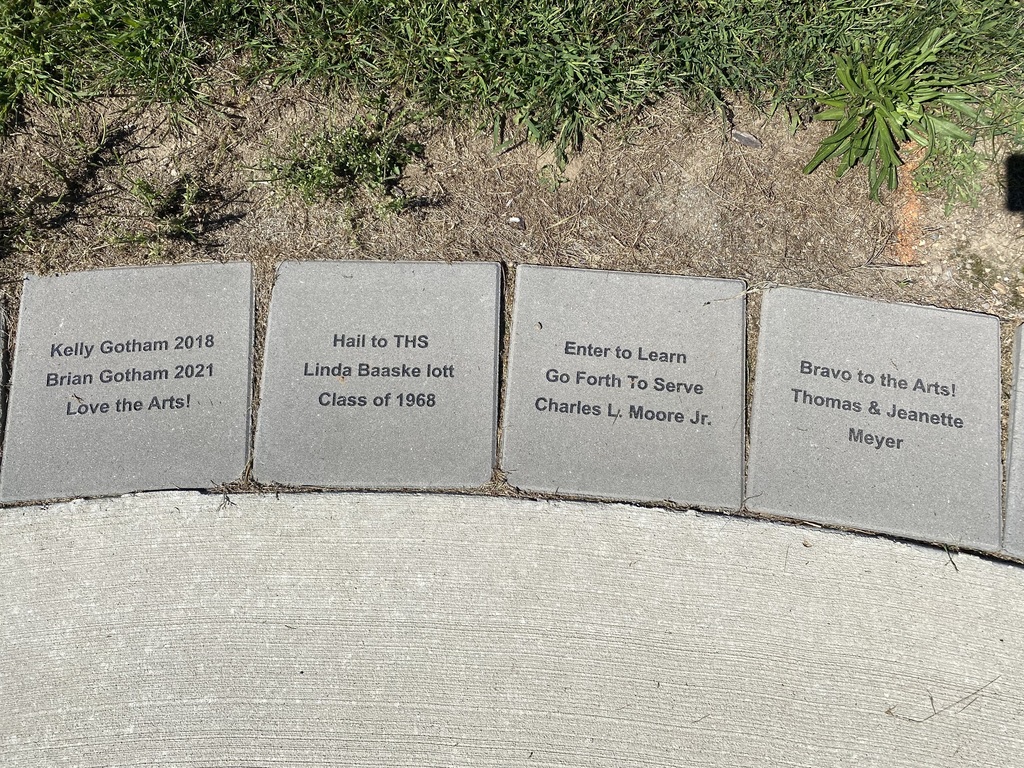 Kelly Gotham 2018
Brian Gotham 2021
Love the Arts!
Hail to THS
Linda Baaske Iott
Class of 1968
Enter to Learn
Go Forth To Serve
Charles L. Moore Jr.
Bravo to the Arts!
Thomas & Jeanette
Meyer